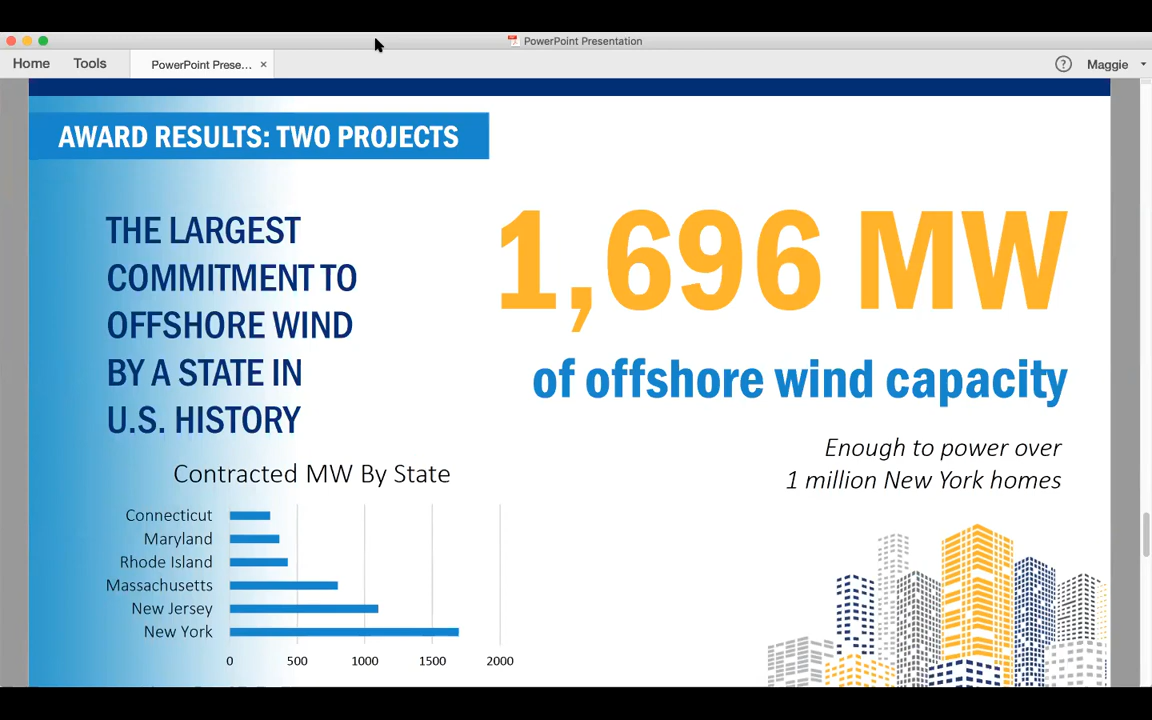 PowerPoint Presentation
Home Tools PowerPoint Prese... × ? Maggie
AWARD RESULTS: TWO PROJECTS
THE LARGEST
COMMITMENT TO
OFFSHORE WIND
BY A STATE IN
U.S. HISTORY
1,696 MW
of offshore wind capacity
Enough to power over
1 million New York homes
Contracted MW By State
Connecticut
Maryland
Rhode Island
Massachusetts
New Jersey
New York
0 500 1000 1500 2000